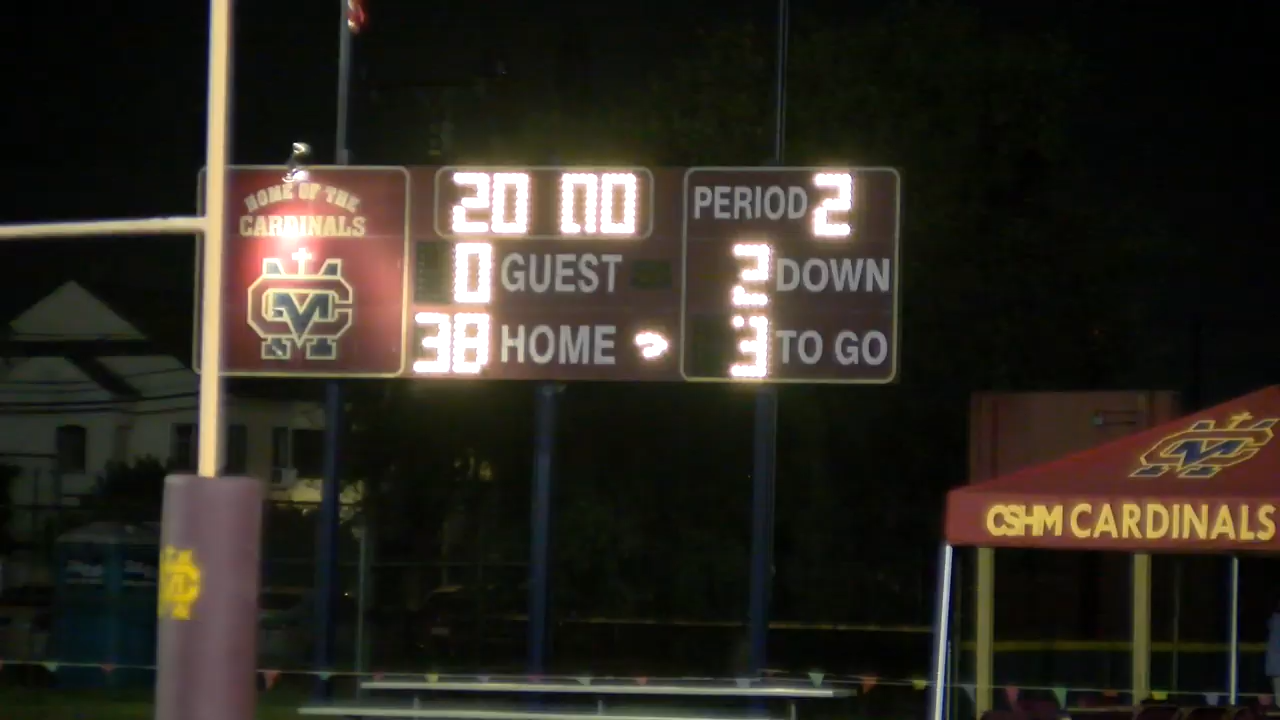 HOME OF THE
CARDINALS
CMV
20 00
PERIOD 2
0 GUEST
2 DOWN
38 HOME
3 TO GO
CSHM CARDINALS